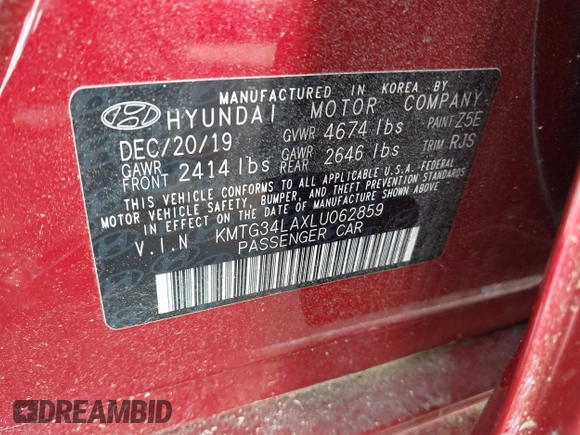 MANUFACTURED IN KOREA BY
HYUNDAI MOTOR COMPANY
DEC/20/19 GVWR 4674 lbs PAINT Z5E
GAWR FRONT 2414 lbs GAWR REAR 2646 lbs TRIM RJS
THIS VEHICLE CONFORMS TO ALL APPLICABLE U.S.A. FEDERAL
MOTOR VEHICLE SAFETY, BUMPER, AND THEFT PREVENTION STANDARDS
IN EFFECT ON THE DATE OF MANUFACTURE SHOWN ABOVE
V.I.N KMTG34LAXLU062859
PASSENGER CAR
DREAMBID